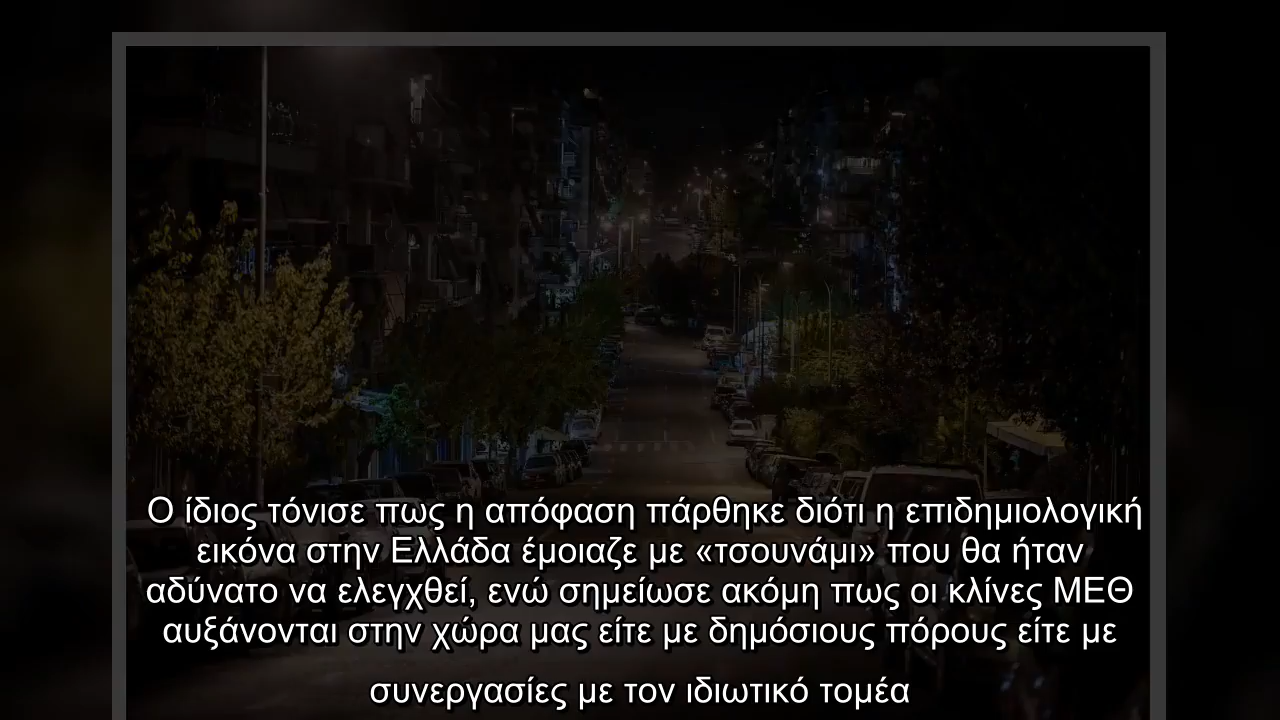 Ο ίδιος τόνισε πως η απόφαση πάρθηκε διότι η επιδημιολογική
εικόνα στην Ελλάδα έμοιαζε με «τσουνάμι» που θα ήταν
αδύνατο να ελεγχθεί, ενώ σημείωσε ακόμη πως οι κλίνες ΜΕΘ
αυξάνονται στην χώρα μας είτε με δημόσιους πόρους είτε με
συνεργασίες με τον ιδιωτικό τομέα